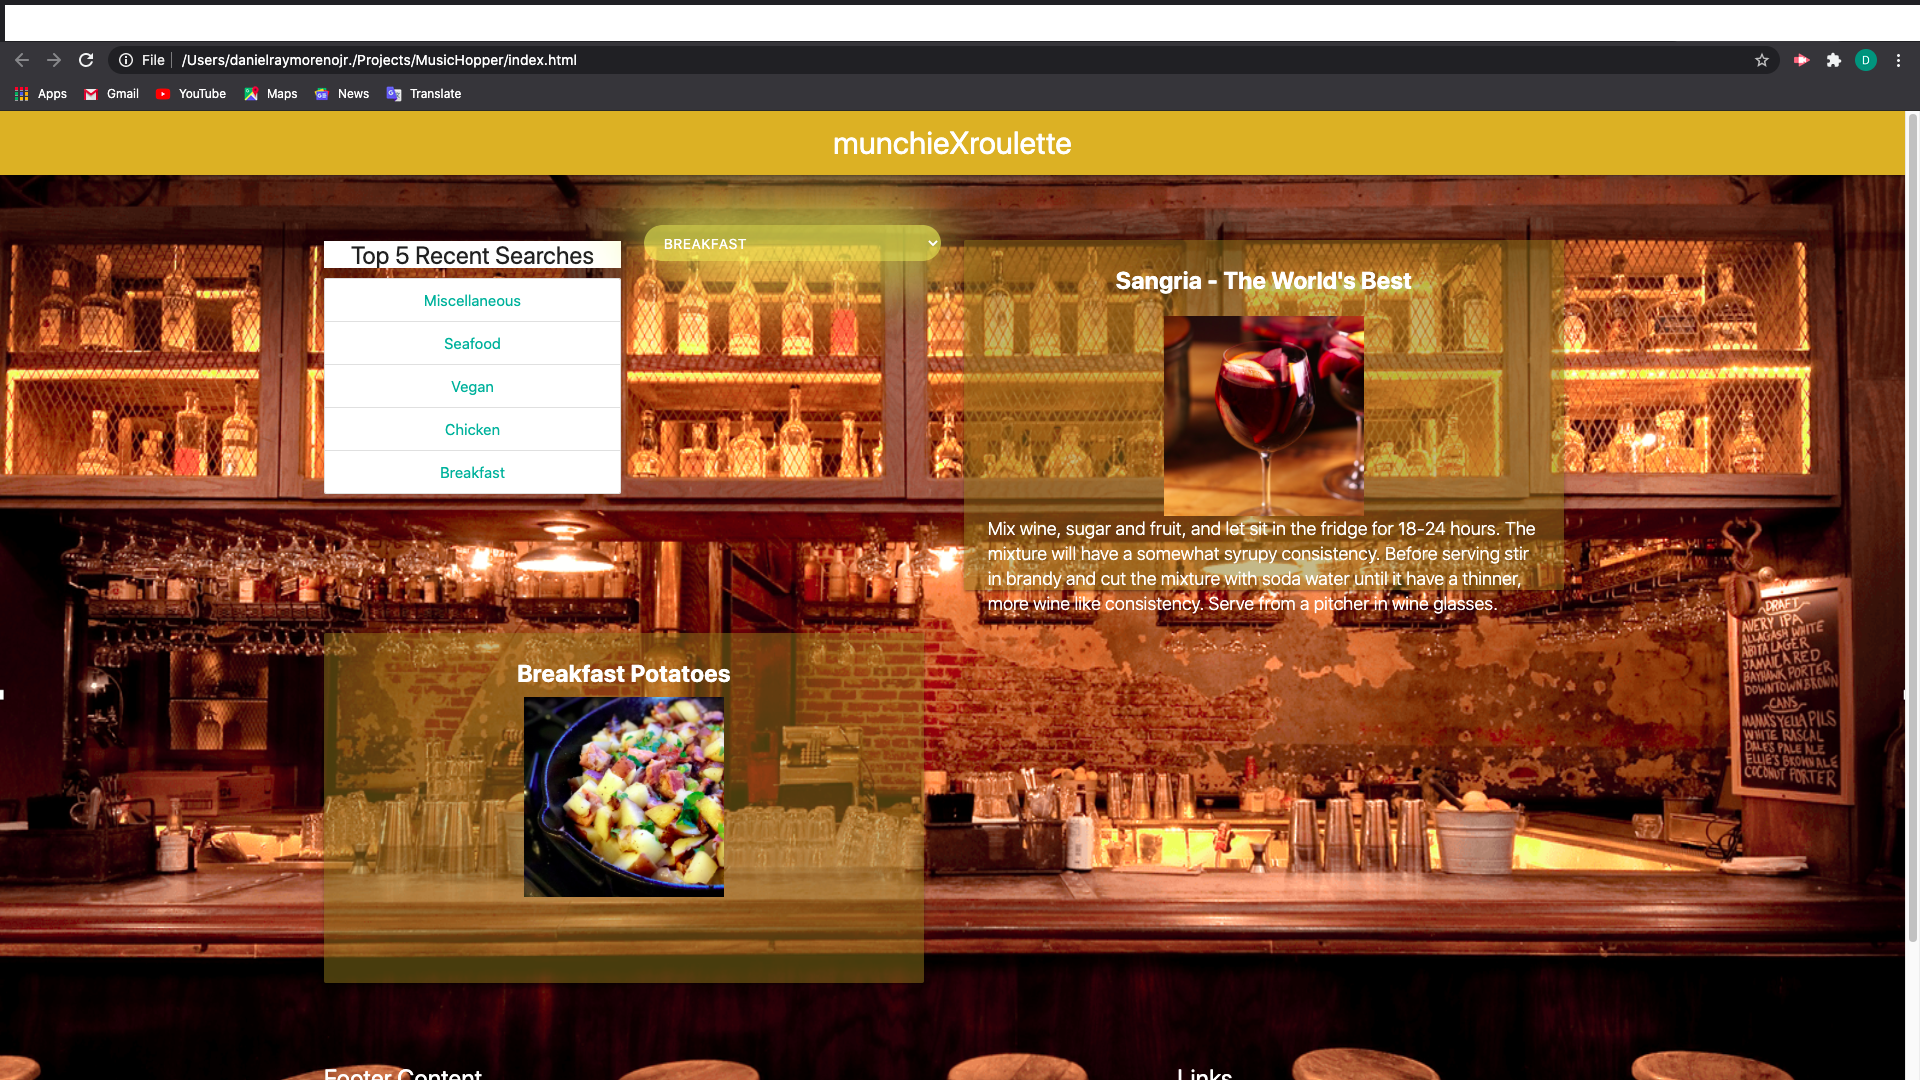 File
/Users/danielraymorenojr./Projects/MusicHopper/index.html
D
Apps
Gmail
YouTube
Maps
News
Translate
munchieXroulette
Top 5 Recent Searches
Miscellaneous
Seafood
Vegan
Chicken
Breakfast
BREAKFAST
Sangria - The World's Best
Mix wine, sugar and fruit, and let sit in the fridge for 18-24 hours. The
mixture will have a somewhat syrupy consistency. Before serving stir
in brandy and cut the mixture with soda water until it have a thinner,
more wine like consistency. Serve from a pitcher in wine glasses.
Breakfast Potatoes
DRAFT
AVERY IPA
ALLAGASH WHITE
ABITA LAGER
JAMAICA RED
BAYHAWK PORTER
DOWNTOWN BROWN
CANS
MAMA'S YELLA PILS
WHITE RASCAL
DALE'S PALE ALE
ELLIE'S BROWN ALE
COCONUT PORTER
Footer Content
Links